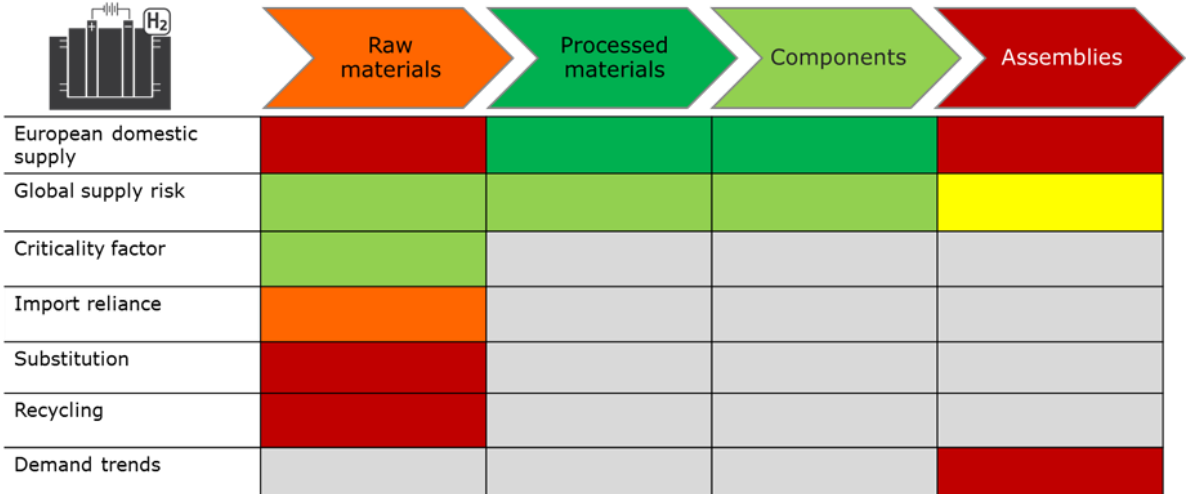 + - H2
Raw
materials
Processed
materials
Components
Assemblies
European domestic
supply
Global supply risk
Criticality factor
Import reliance
Substitution
Recycling
Demand trends